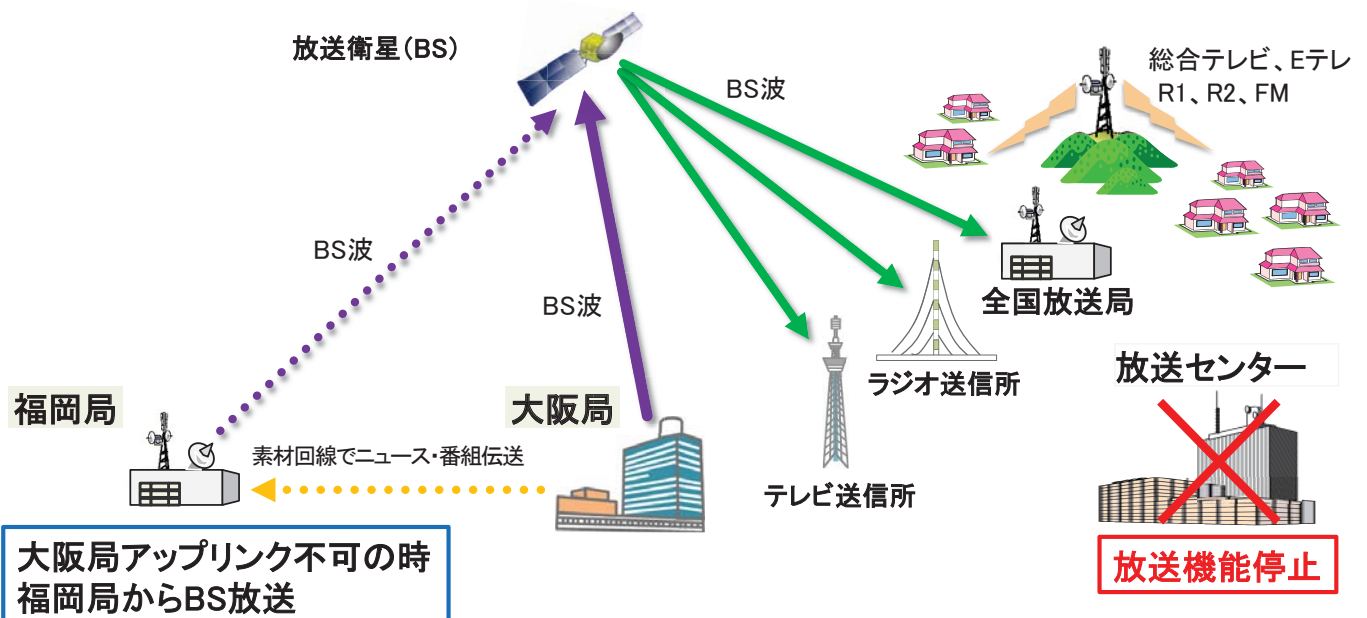 放送衛星(BS)
BS波
総合テレビ、Eテレ
R1、R2、FM
BS波
BS波
全国放送局
ラジオ送信所
テレビ送信所
放送センター
放送機能停止
福岡局
大阪局
素材回線でニュース・番組伝送
大阪局アップリンク不可の時
福岡局からBS放送